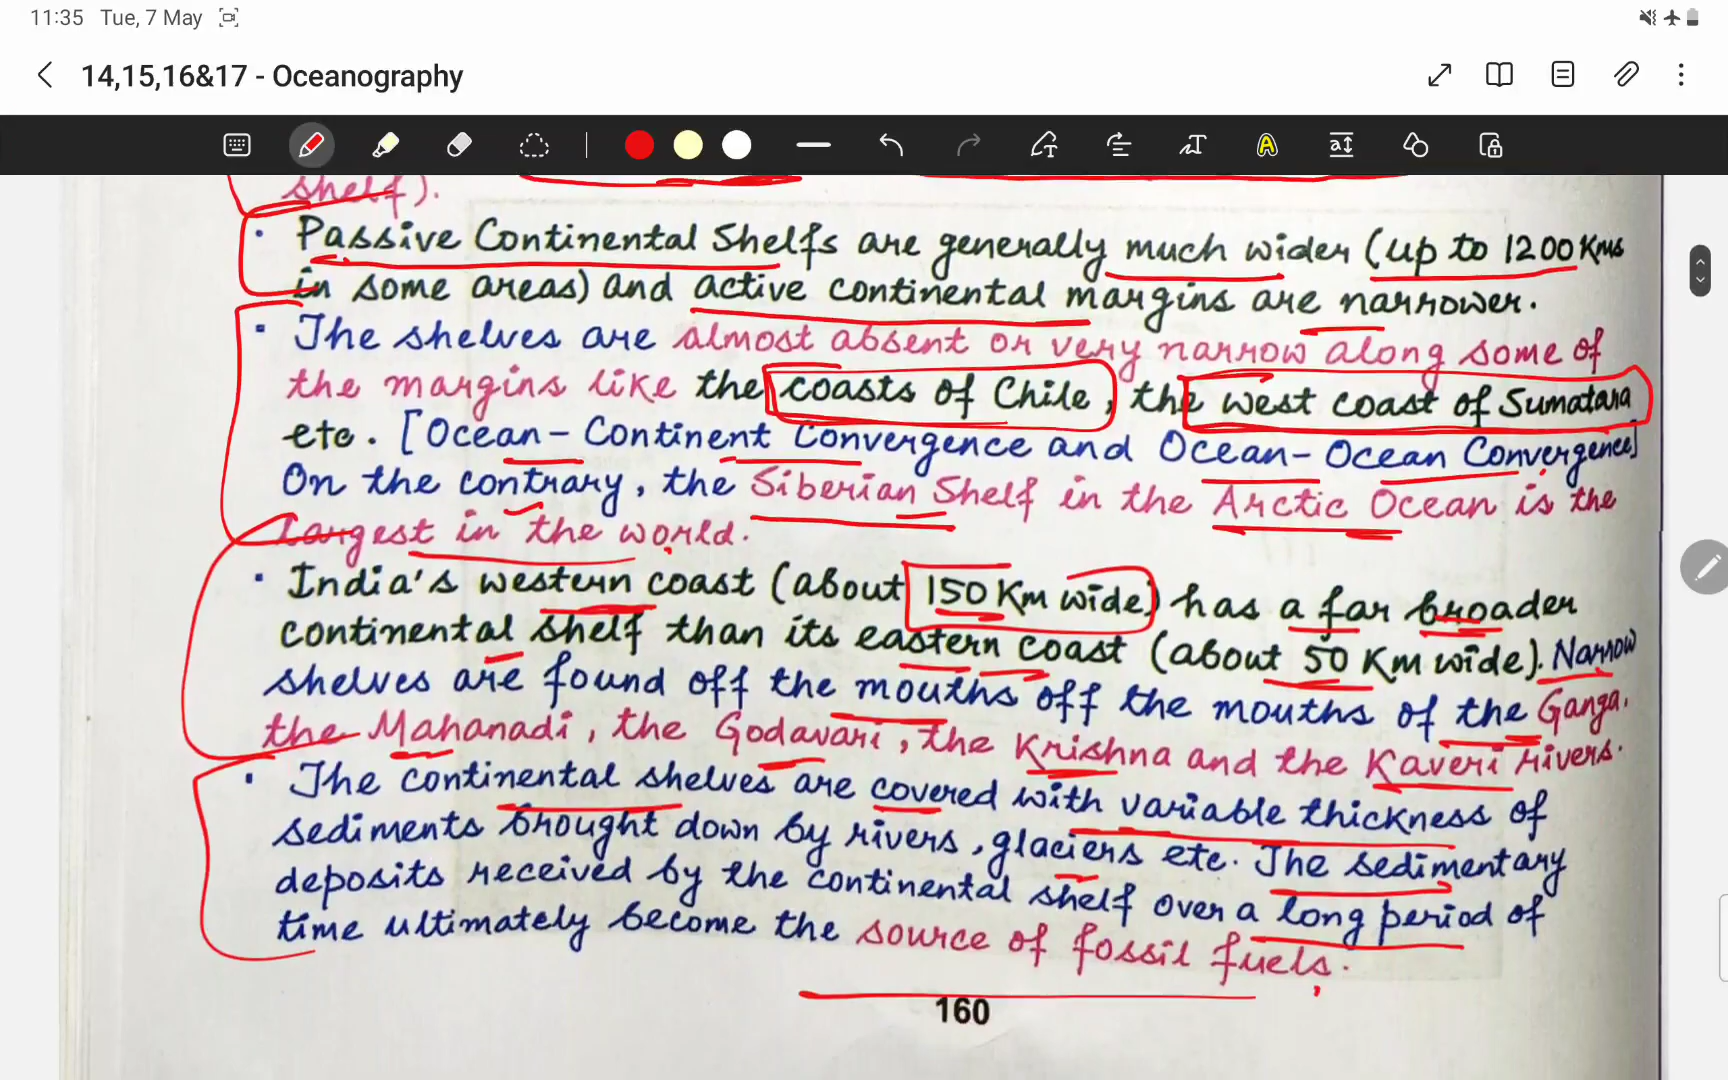 11:35 Tue, 7 May
14,15,16&17 - Oceanography
shelf).
• Passive Continental Shelfs are generally much wider (up to 1200 Kms
in some areas) and active continental margins are narrower.
• The shelves are almost absent or very narrow along some of
the margins like the coasts of Chile, the west coast of Sumatara
etc. [Ocean-Continent Convergence and Ocean-Ocean Convergence]
On the contrary, the Siberian Shelf in the Arctic Ocean is the
largest in the world.
• India's western coast (about 150 Km wide) has a far broader
continental shelf than its eastern coast (about 50 Km wide). Narrow
shelves are found off the mouths off the mouths of the Ganga,
the Mahanadi, the Godavari, the Krishna and the Kaveri rivers.
• The continental shelves are covered with variable thickness of
sediments brought down by rivers, glaciers etc. The sedimentary
deposits received by the continental shelf over a long period of
time ultimately become the source of fossil fuels.
160